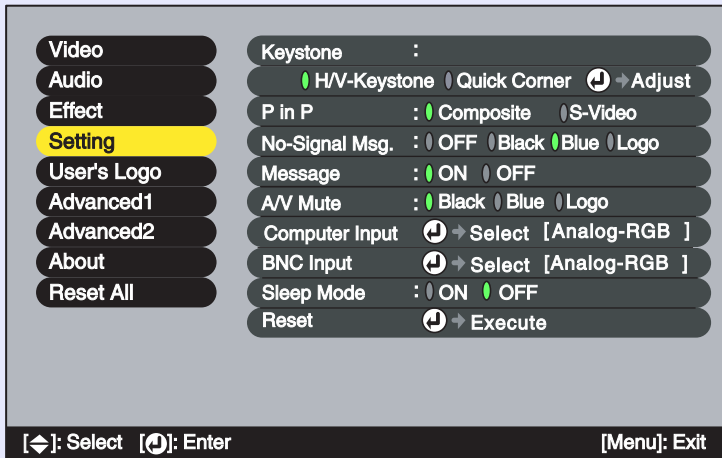 Video
Audio
Effect
Setting
User's Logo
Advanced1
Advanced2
About
Reset All
Keystone :
H/V-Keystone Quick Corner Adjust
P in P : Composite S-Video
No-Signal Msg. : OFF Black Blue Logo
Message : ON OFF
A/V Mute : Black Blue Logo
Computer Input Select [Analog-RGB ]
BNC Input Select [Analog-RGB ]
Sleep Mode : ON OFF
Reset Execute
[ ]: Select [ ]: Enter [Menu]: Exit